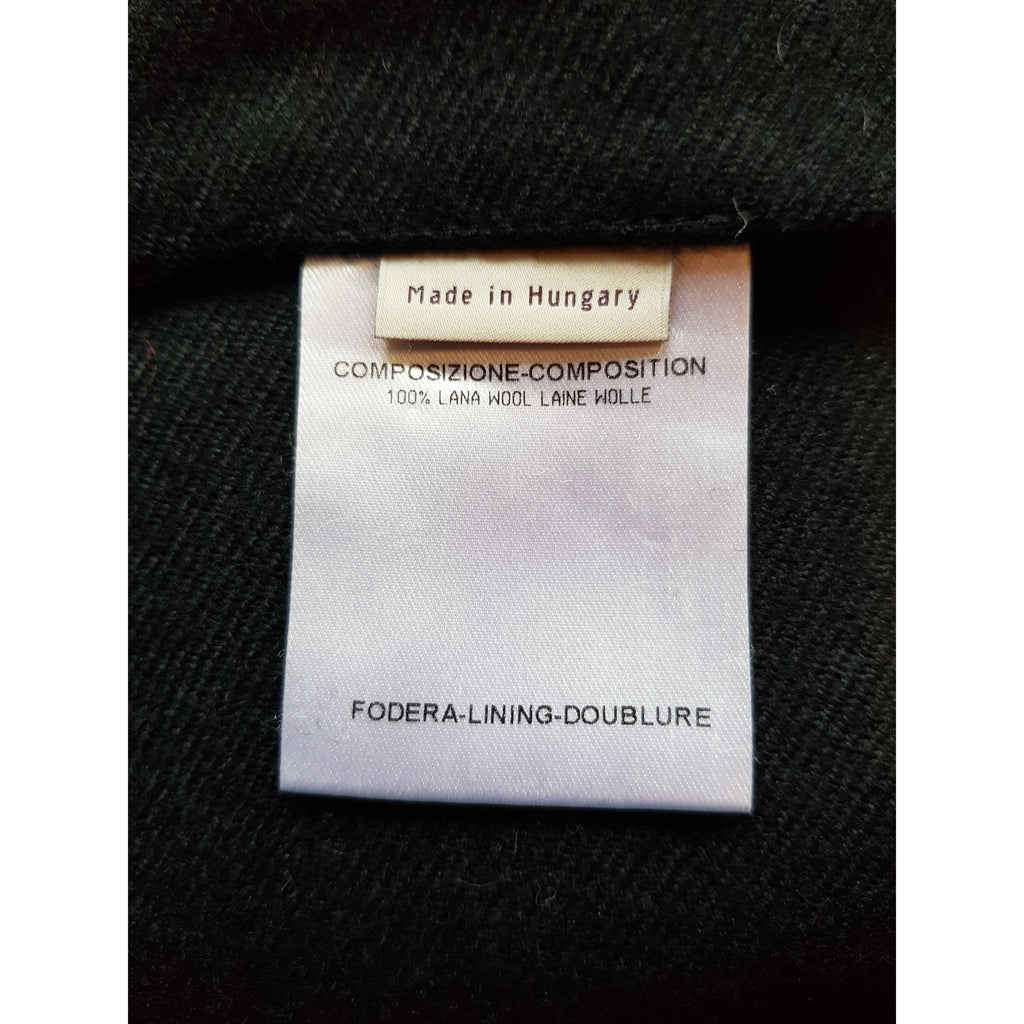 Made in Hungary
COMPOSIZIONE-COMPOSITION
100% LANA WOOL LAINE WOLLE
FODERA-LINING-DOUBLURE